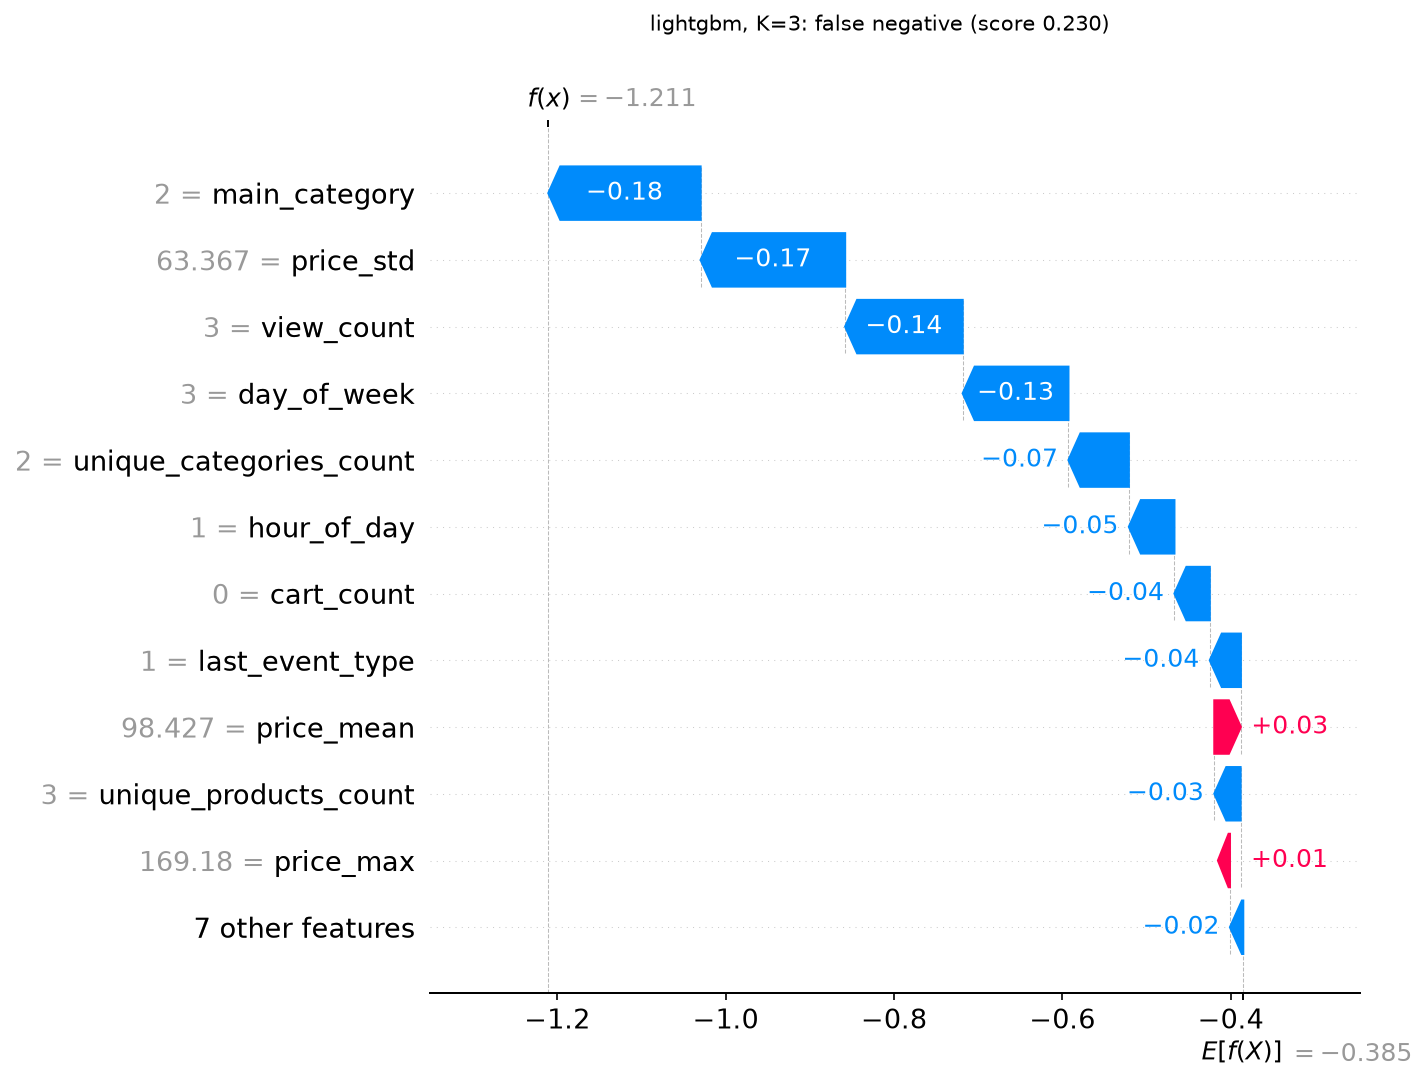 lightgbm, K=3: false negative (score 0.230)
f(x) = −1.211
2 = main_category −0.18
63.367 = price_std −0.17
3 = view_count −0.14
3 = day_of_week −0.13
2 = unique_categories_count −0.07
1 = hour_of_day −0.05
0 = cart_count −0.04
1 = last_event_type −0.04
98.427 = price_mean +0.03
3 = unique_products_count −0.03
169.18 = price_max +0.01
7 other features −0.02
−1.2 −1.0 −0.8 −0.6 −0.4
E[f(X)] = −0.385